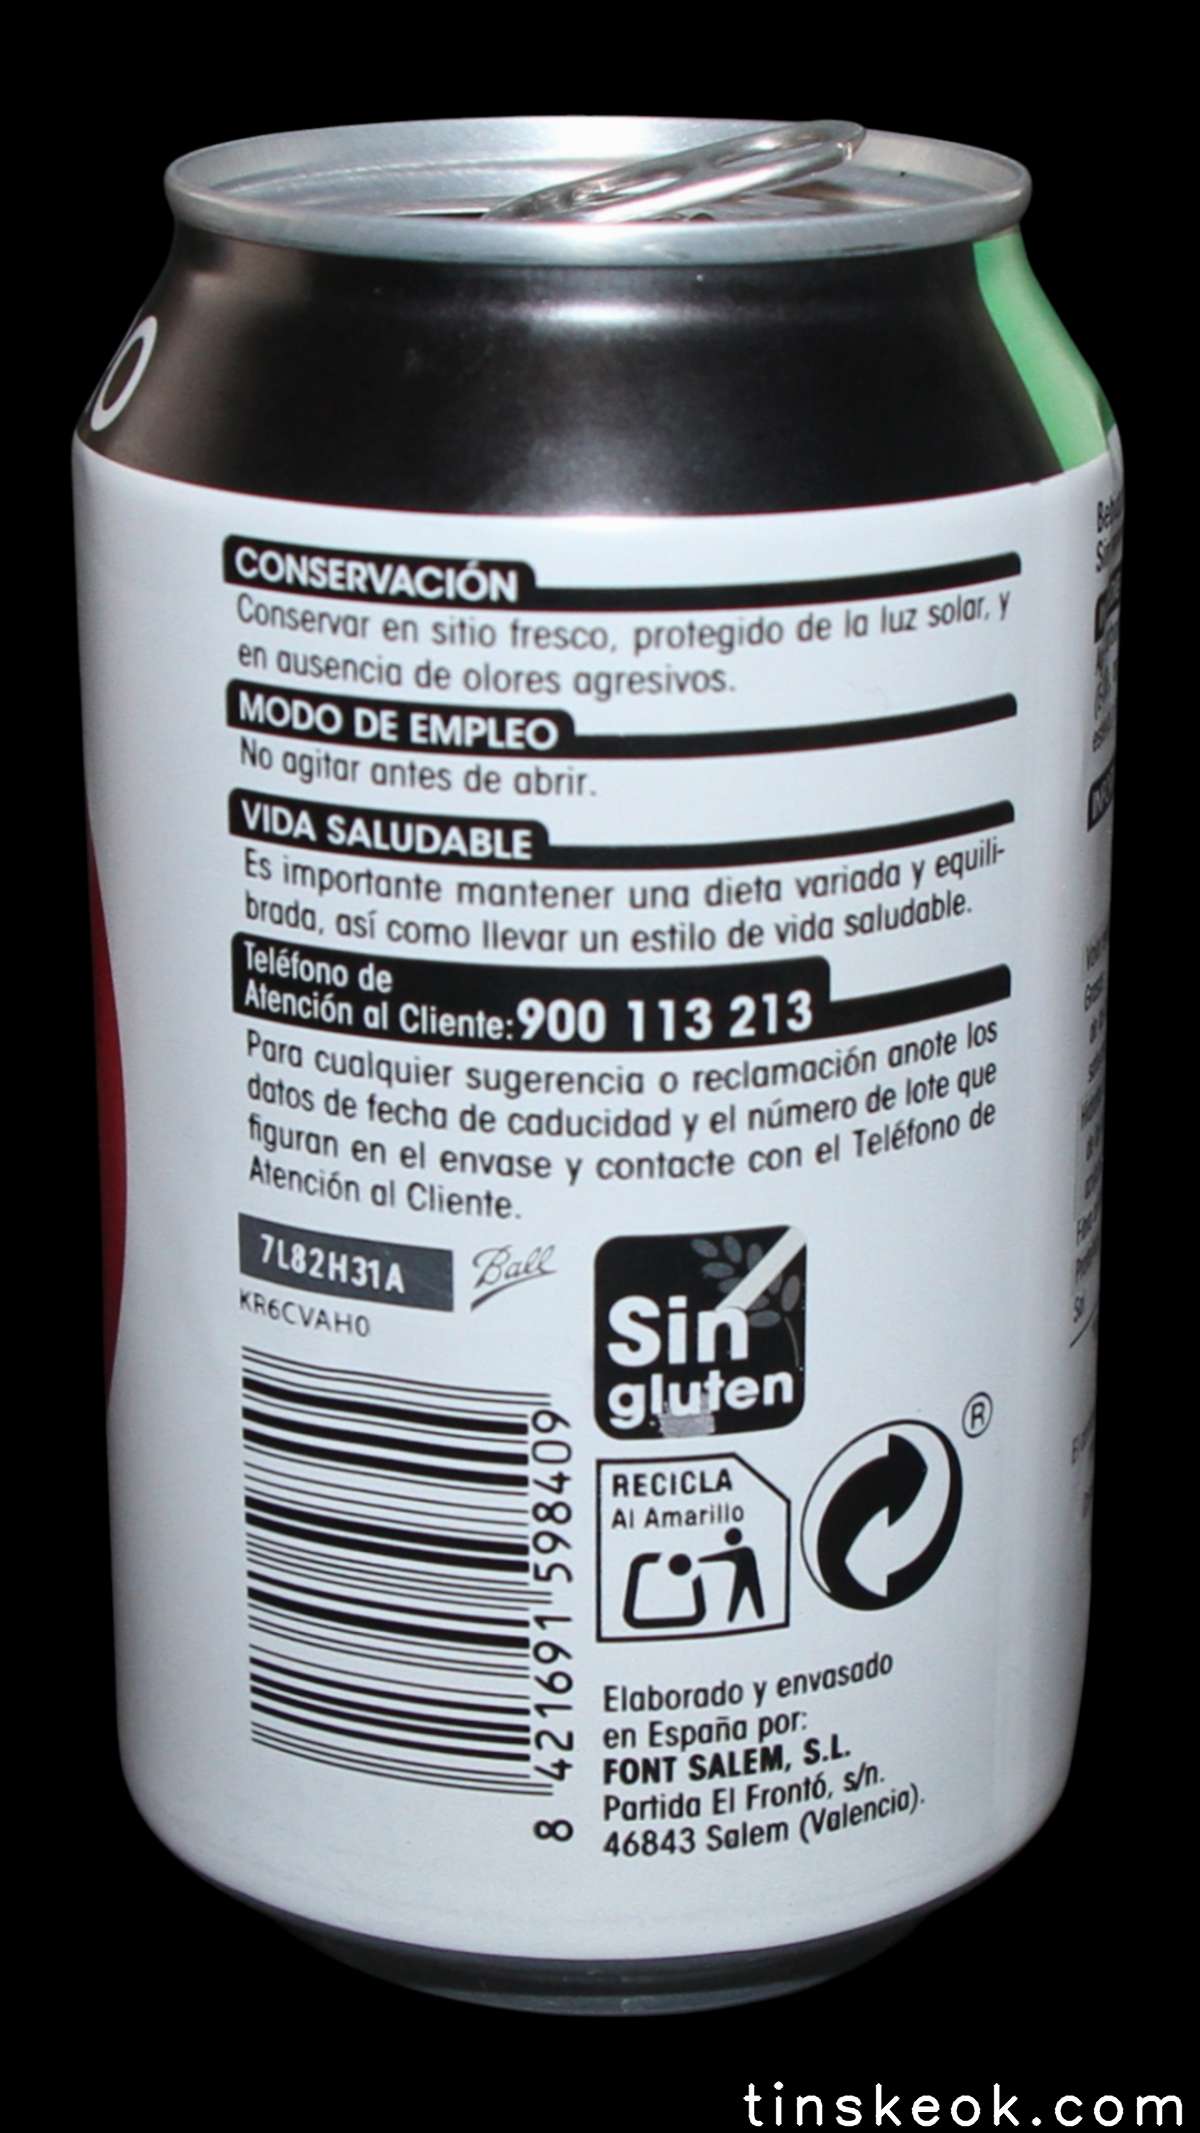 O
CONSERVACIÓN
Conservar en sitio fresco, protegido de la luz solar, y
en ausencia de olores agresivos.
MODO DE EMPLEO
No agitar antes de abrir.
VIDA SALUDABLE
Es importante mantener una dieta variada y equili-
brada, así como llevar un estilo de vida saludable.
Teléfono de
Atención al Cliente: 900 113 213
Para cualquier sugerencia o reclamación anote los
datos de fecha de caducidad y el número de lote que
figuran en el envase y contacte con el Teléfono de
Atención al Cliente.
7L82H31A
Ball
KR6CVAH0
Sin
gluten
8 421691 598409
RECICLA
Al Amarillo
®
Elaborado y envasado
en España por:
FONT SALEM, S.L.
Partida El Frontó, s/n.
46843 Salem (Valencia).
tinskeok.com